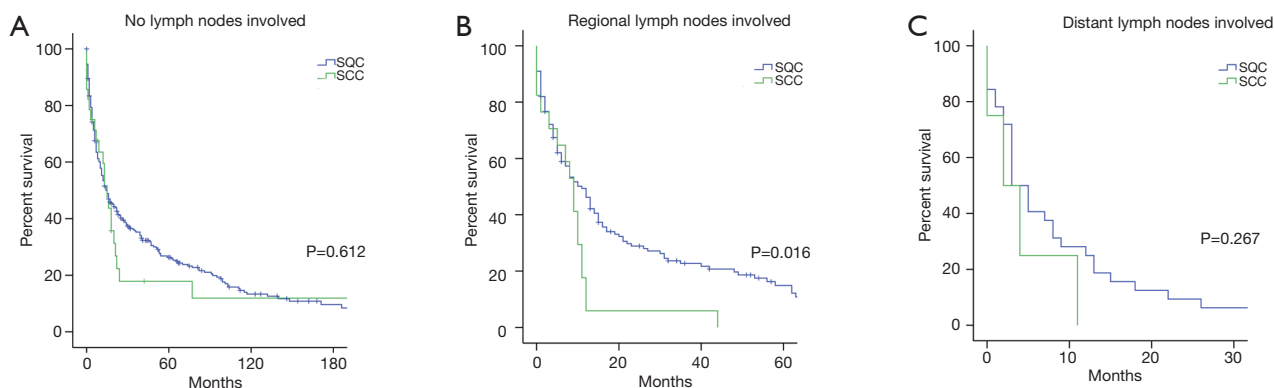 A
No lymph nodes involved
SQC
SCC
Percent survival
100
80
60
40
20
0
P=0.612
0 60 120 180
Months
B
Regional lymph nodes involved
SQC
SCC
Percent survival
100
80
60
40
20
0
P=0.016
0 20 40 60
Months
C
Distant lymph nodes involved
SQC
SCC
Percent survival
100
80
60
40
20
0
P=0.267
0 10 20 30
Months